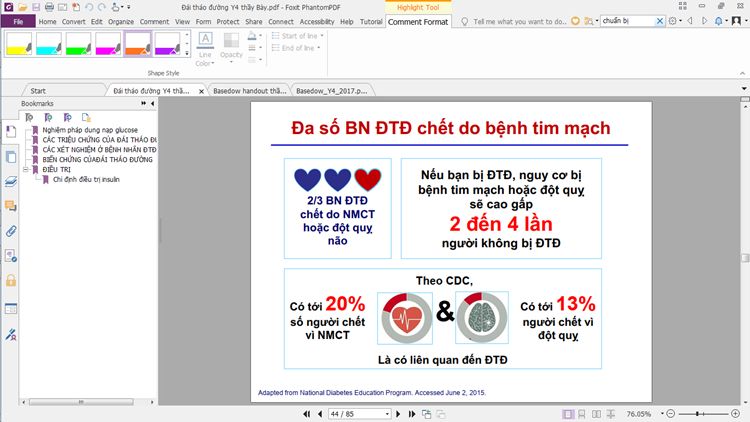 Đái tháo đường Y4 thầy Bảy.pdf - Foxit PhantomPDF
Highlight Tool
File Home Convert Organize Comment View Form Protect Share Connect Accessibility Help Tutorial Comment Format
Tell me what you want to do...
chuẩn bị
Line Color
Opacity
Start of line
End of line
Shape Style
Start
Đái tháo đường Y4 thầ...
Basedow handout thầ...
Basedow_Y4_2017.p...
Bookmarks
Nghiệm pháp dung nạp glucose
CÁC TRIỆU CHỨNG CỦA ĐÁI THÁO ĐƯ
CÁC XÉT NGHIỆM Ở BỆNH NHÂN ĐTĐ
BIẾN CHỨNG CỦAĐÁI THÁO ĐƯỜNG
ĐIỀU TRỊ
Chỉ định điều trị insulin
Đa số BN ĐTĐ chết do bệnh tim mạch
2/3 BN ĐTĐ
chết do NMCT
hoặc đột quỵ
não
Nếu bạn bị ĐTĐ, nguy cơ bị
bệnh tim mạch hoặc đột quỵ
sẽ cao gấp
2 đến 4 lần
người không bị ĐTĐ
Theo CDC,
Có tới 20%
số người chết
vì NMCT
&
Có tới 13%
người chết vì
đột quỵ
Là có liên quan đến ĐTĐ
Adapted from National Diabetes Education Program. Accessed June 2, 2015.
44 / 85
76.05%